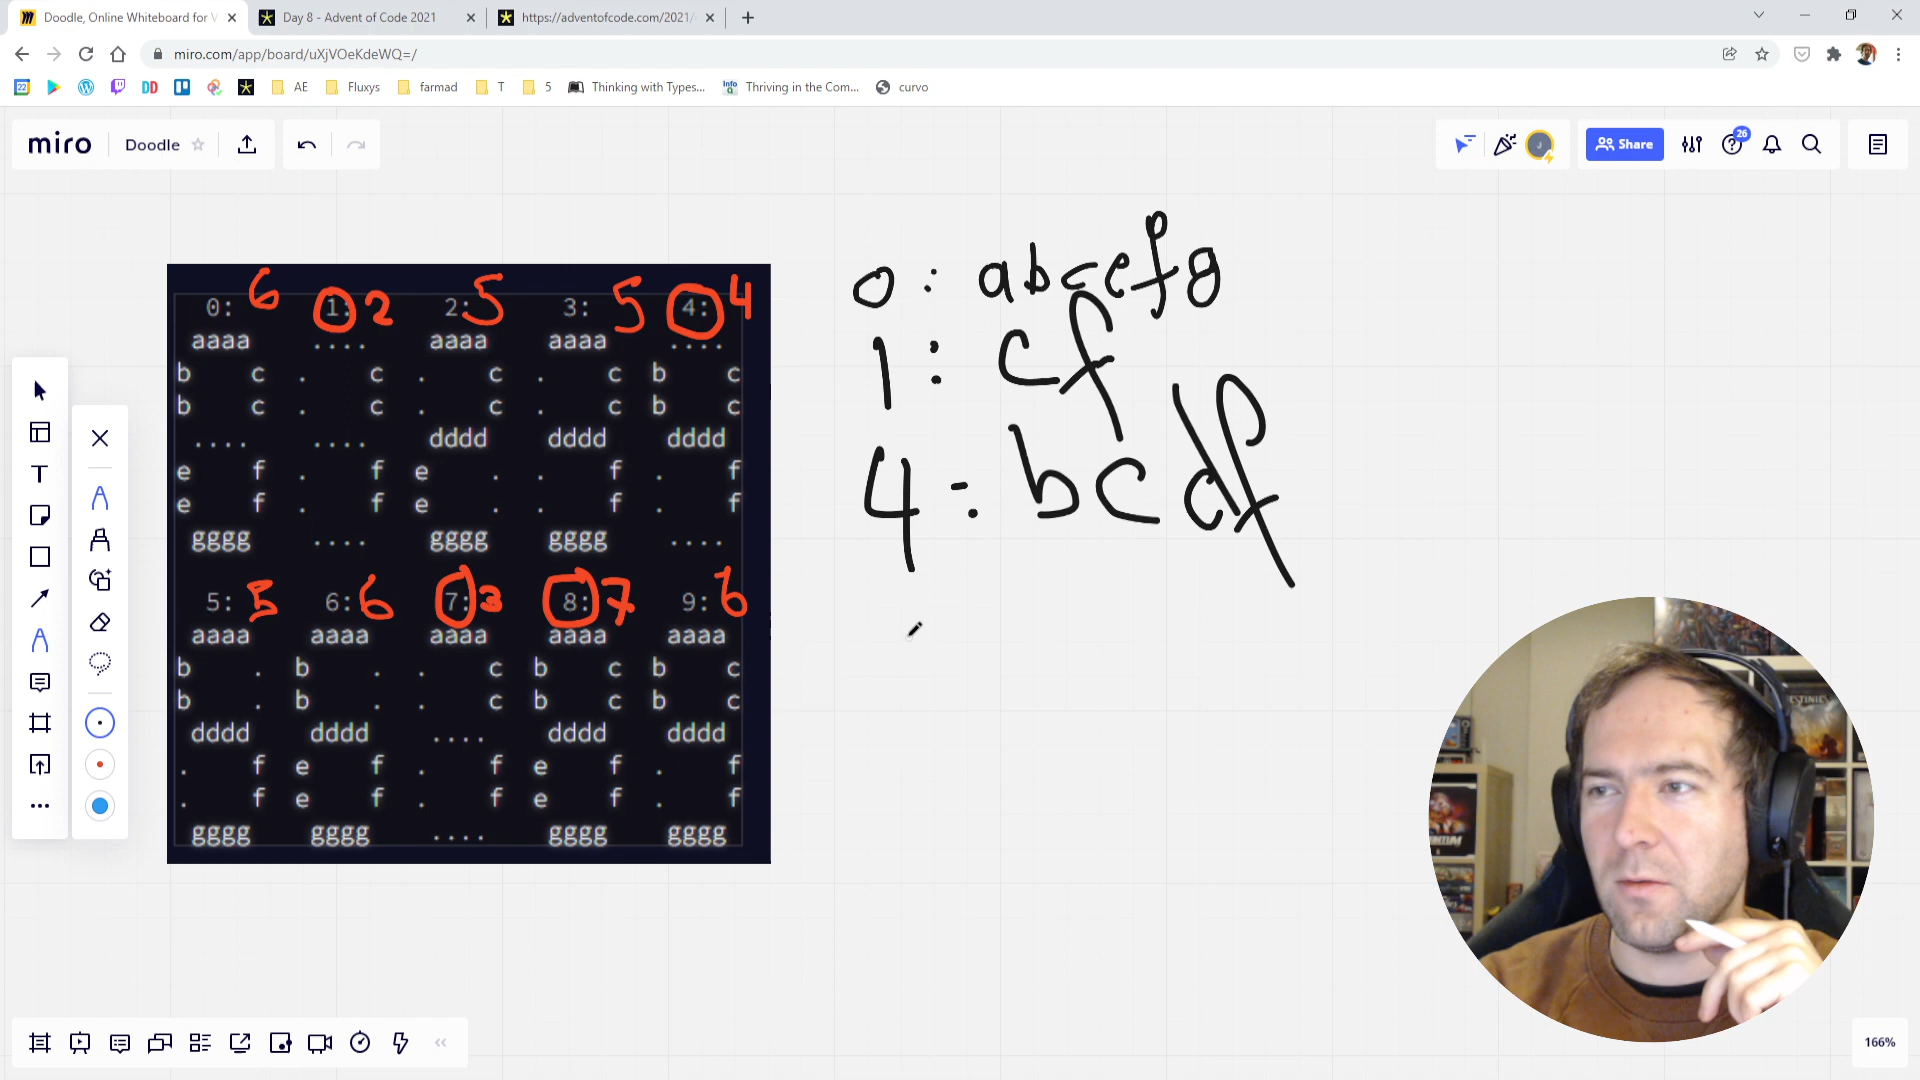 Doodle, Online Whiteboard for V
Day 8 - Advent of Code 2021
https://adventofcode.com/2021/
miro.com/app/board/uXjVOeKdeWQ=/
22 DD AE Fluxys farmad T 5 Thinking with Types... Thriving in the Com... curvo
miro Doodle
Share 26
0: 6 1: 2 2: 5 3: 5 4: 4
aaaa .... aaaa aaaa ....
b c . c . c . c b c
b c . c . c . c b c
.... .... dddd dddd dddd
e f . f e . . f . f
e f . f e . . f . f
gggg .... gggg gggg ....
5: 5 6: 6 7: 3 8: 7 9: 6
aaaa aaaa aaaa aaaa aaaa
b . b . . c b c b c
b . b . . c b c b c
dddd dddd .... dddd dddd
. f e f . f e f . f
. f e f . f e f . f
gggg gggg .... gggg gggg
0: abcefg
1: cf
4: bcdf
T
166%